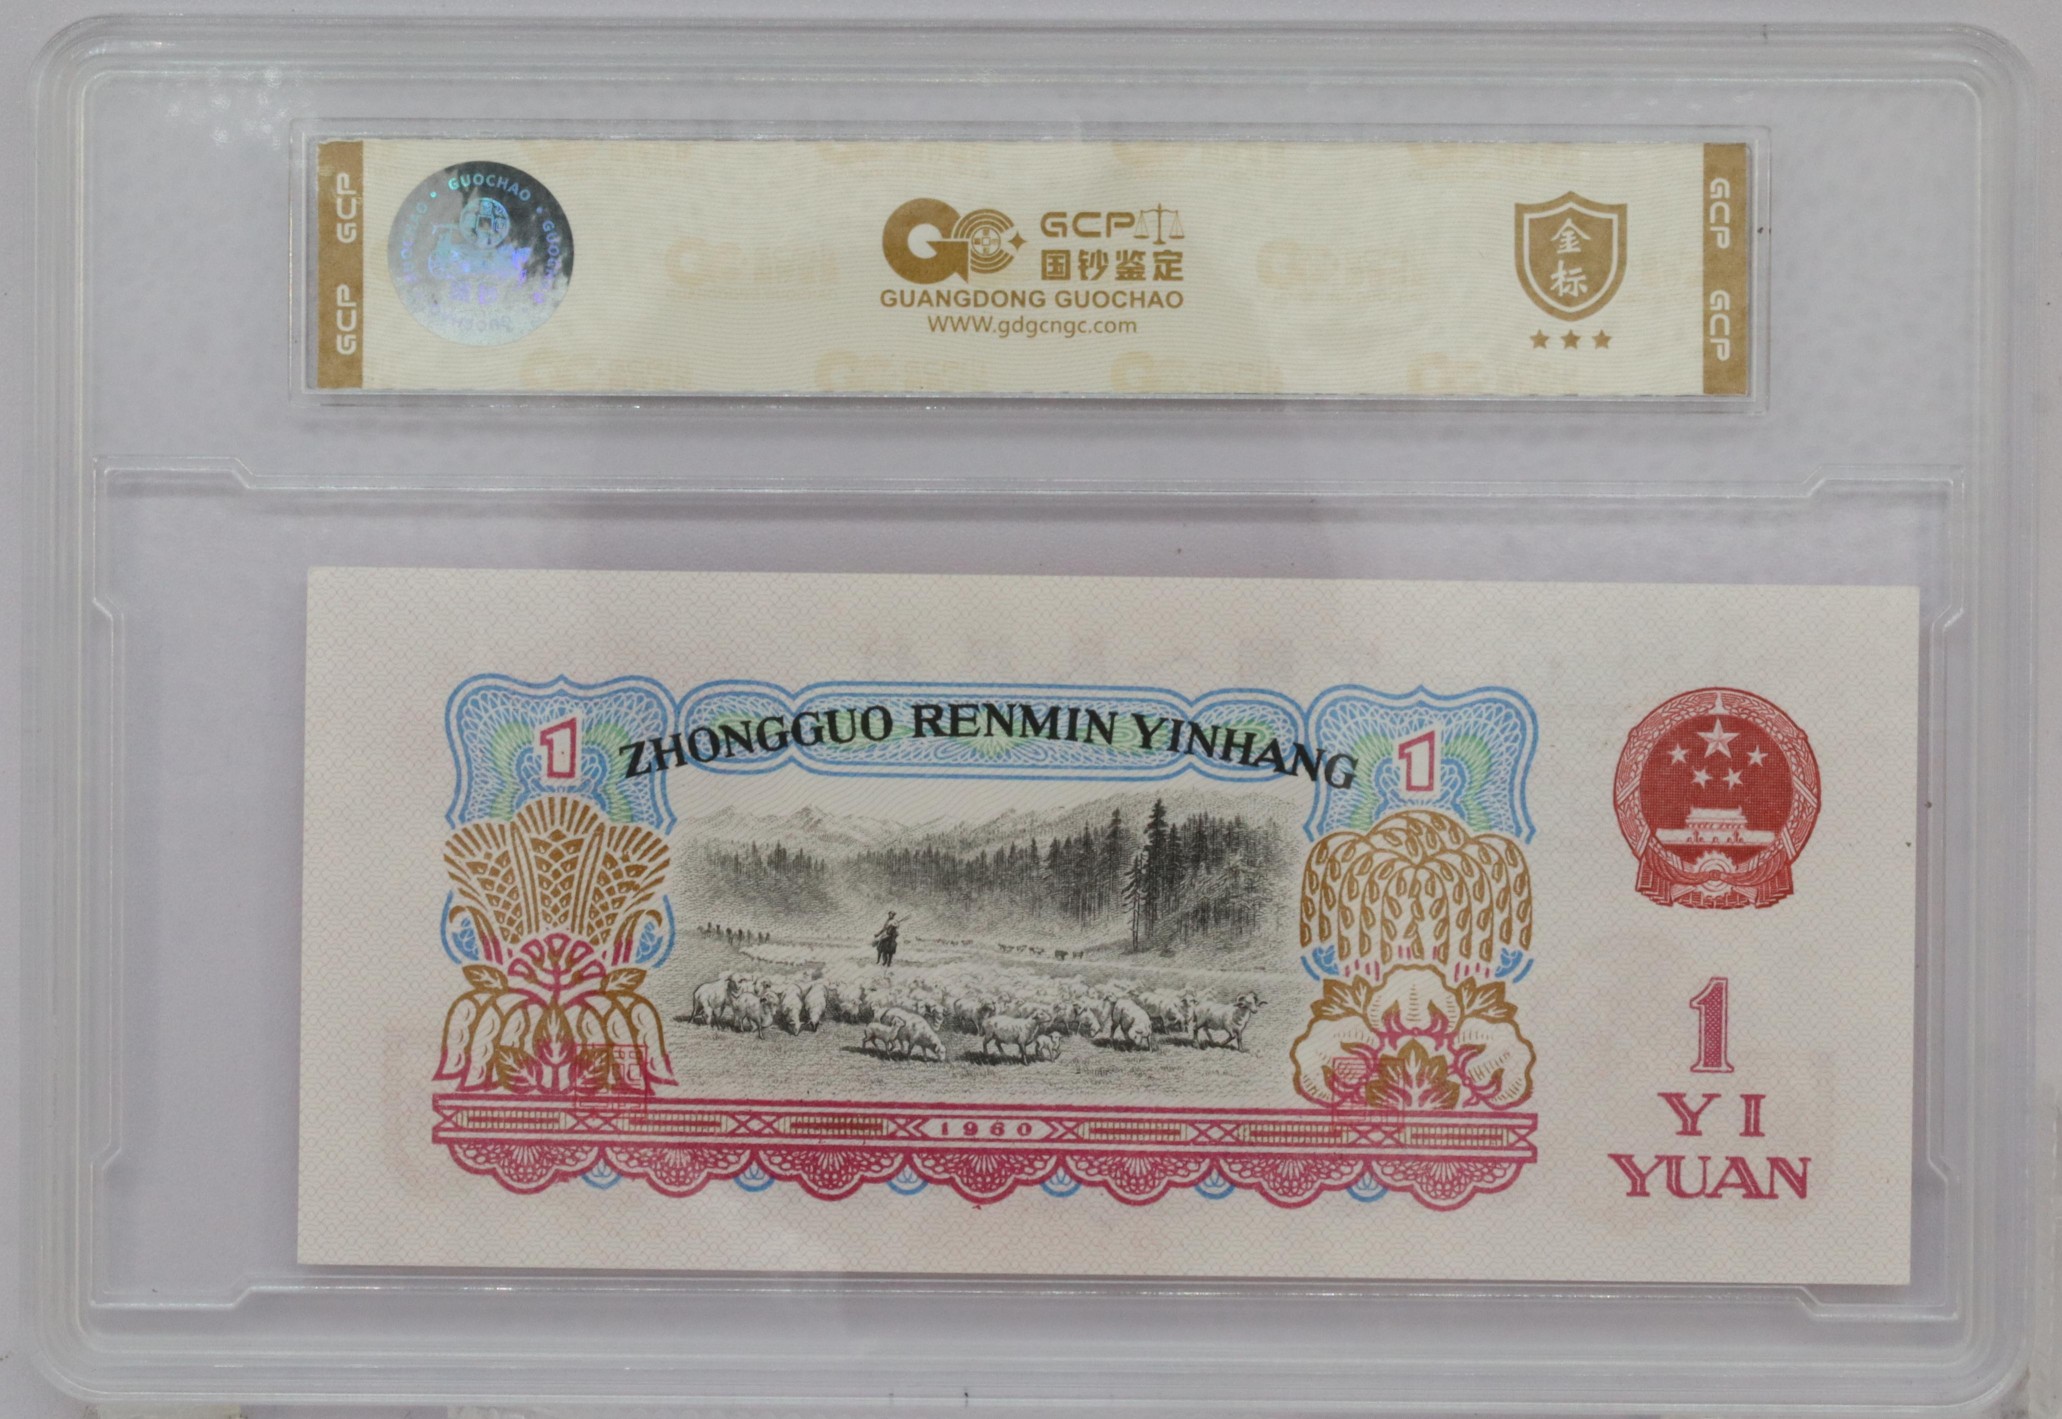 GCP
GCP
GUOCHAO
GCP
国钞鉴定
GUANGDONG GUOCHAO
WWW.gdgcngc.com
金标
GCP
GCP
1
ZHONGGUO RENMIN YINHANG
1
1960
1
YI
YUAN